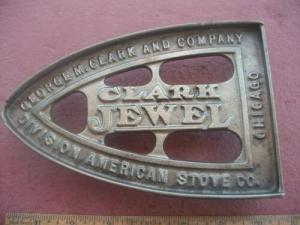 GEORGE M. CLARK AND COMPANY
CHICAGO
DIVISION AMERICAN STOVE CO.
CLARK
JEWEL